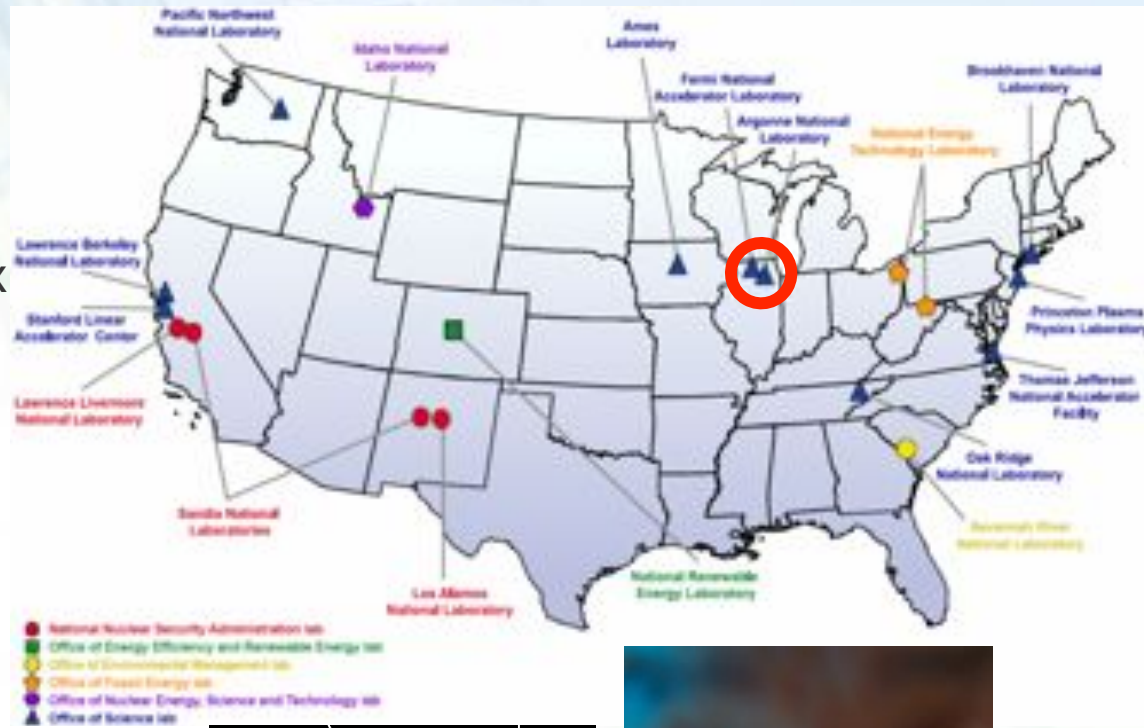 Pacific Northwest
National Laboratory
Idaho National
Laboratory
Ames
Laboratory
Fermi National
Accelerator Laboratory
Argonne National
Laboratory
Brookhaven National
Laboratory
National Energy
Technology Laboratory
Lawrence Berkeley
National Laboratory
x
Stanford Linear
Accelerator Center
Princeton Plasma
Physics Laboratory
Lawrence Livermore
National Laboratory
Thomas Jefferson
National Accelerator
Facility
Oak Ridge
National Laboratory
Sandia National
Laboratories
Savannah River
National Laboratory
National Renewable
Energy Laboratory
Los Alamos
National Laboratory
National Nuclear Security Administration lab
Office of Energy Efficiency and Renewable Energy lab
Office of Environmental Management lab
Office of Fossil Energy lab
Office of Nuclear Energy, Science and Technology lab
Office of Science lab